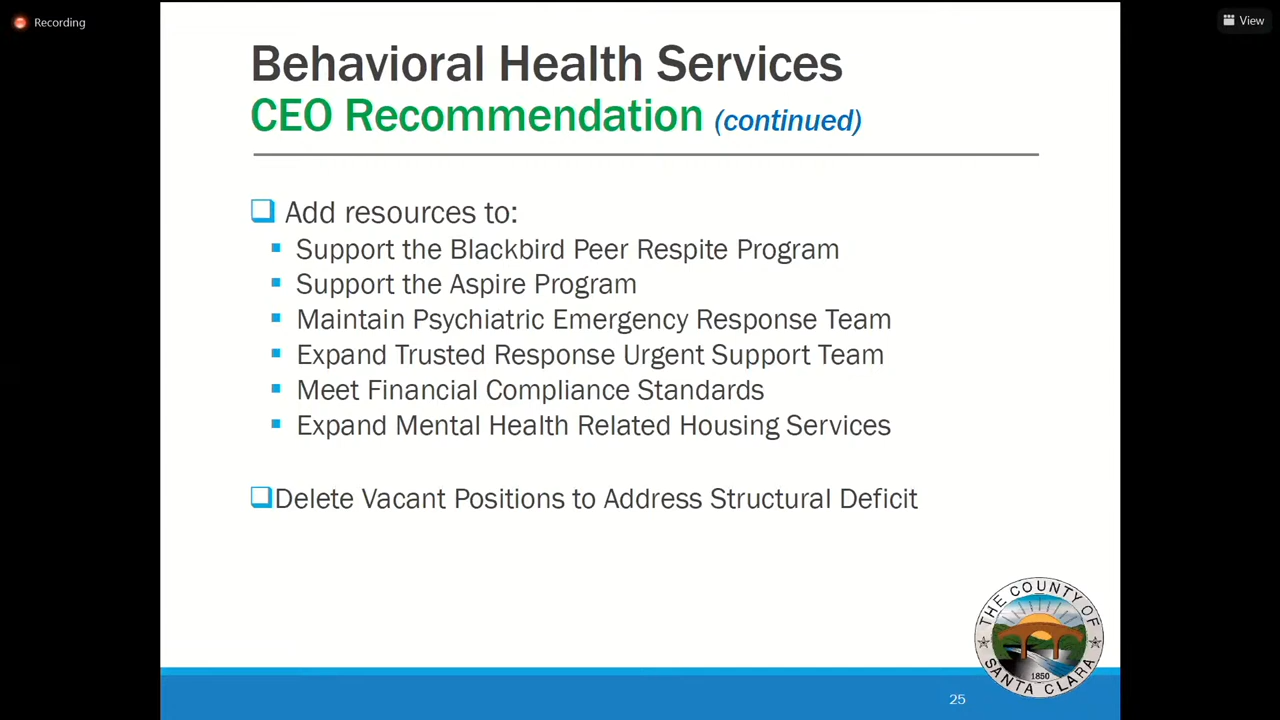 Recording
View
Behavioral Health Services
CEO Recommendation (continued)
Add resources to:
Support the Blackbird Peer Respite Program
Support the Aspire Program
Maintain Psychiatric Emergency Response Team
Expand Trusted Response Urgent Support Team
Meet Financial Compliance Standards
Expand Mental Health Related Housing Services
Delete Vacant Positions to Address Structural Deficit
THE COUNTY OF
SANTA CLARA
1850
25